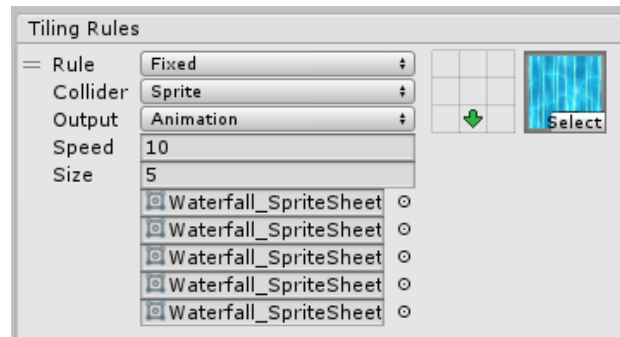 Tiling Rules
Rule Fixed
Collider Sprite
Output Animation
Select
Speed 10
Size 5
Waterfall_SpriteSheet
Waterfall_SpriteSheet
Waterfall_SpriteSheet
Waterfall_SpriteSheet
Waterfall_SpriteSheet